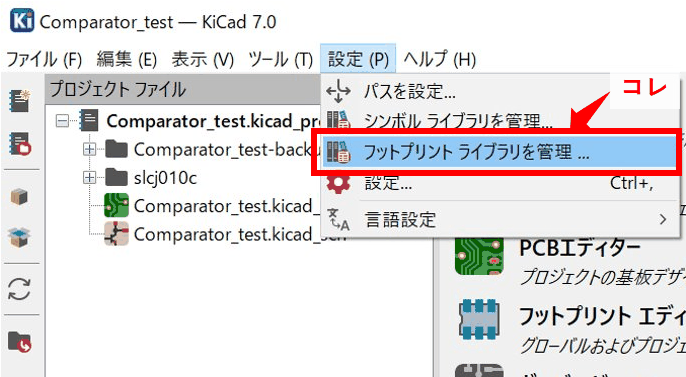 Comparator_test — KiCad 7.0
ファイル (F) 編集 (E) 表示 (V) ツール (T) 設定 (P) ヘルプ (H)
プロジェクト ファイル
パスを設定...
コレ
シンボル ライブラリを管理...
フットプリント ライブラリを管理 ...
設定... Ctrl+,
言語設定
Comparator_test.kicad_pr
Comparator_test-backu
slcj010c
Comparator_test.kicad_
Comparator_test.kicad_sch
PCBエディター
プロジェクトの基板デザ
フットプリント エディ
グローバルおよびプロジェ